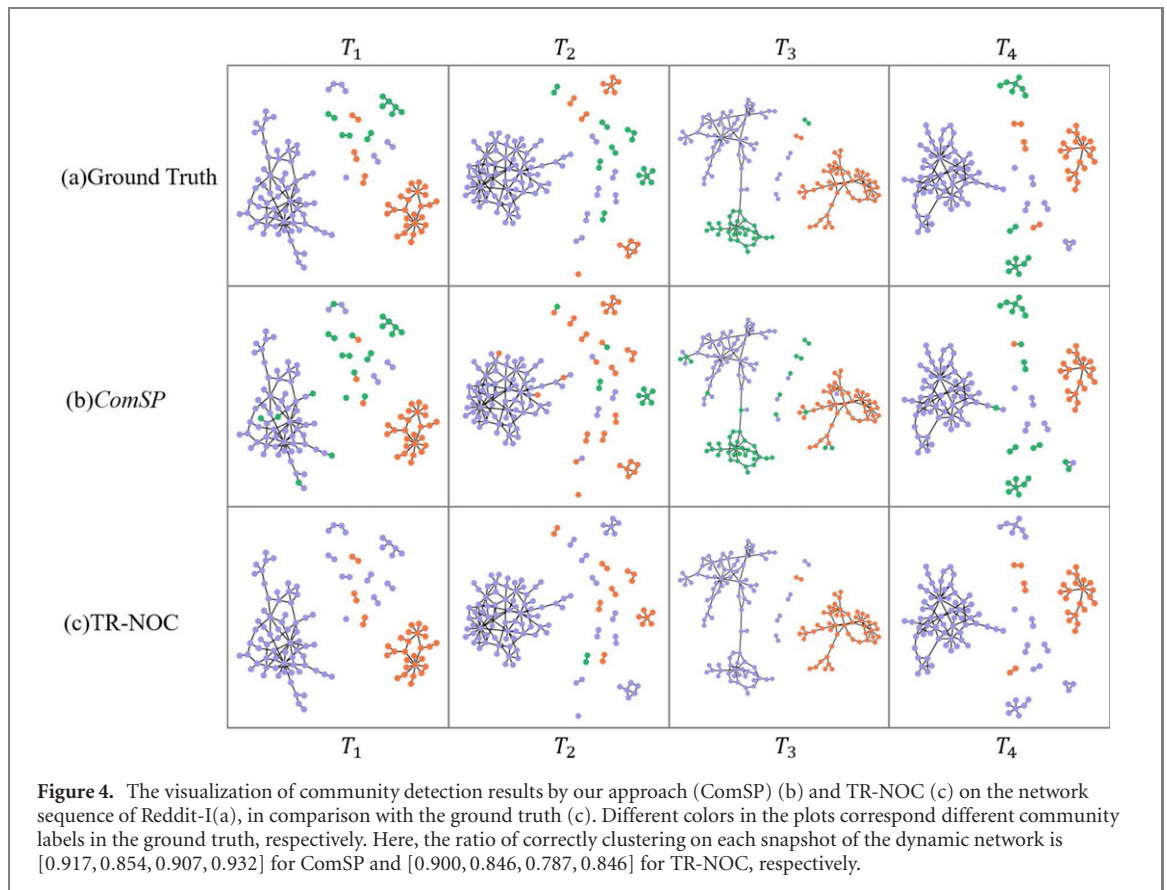 T₁ T₂ T₃ T₄
(a)Ground Truth
(b)ComSP
(c)TR-NOC
T₁ T₂ T₃ T₄
Figure 4. The visualization of community detection results by our approach (ComSP) (b) and TR-NOC (c) on the network
sequence of Reddit-I(a), in comparison with the ground truth (c). Different colors in the plots correspond different community
labels in the ground truth, respectively. Here, the ratio of correctly clustering on each snapshot of the dynamic network is
[0.917, 0.854, 0.907, 0.932] for ComSP and [0.900, 0.846, 0.787, 0.846] for TR-NOC, respectively.